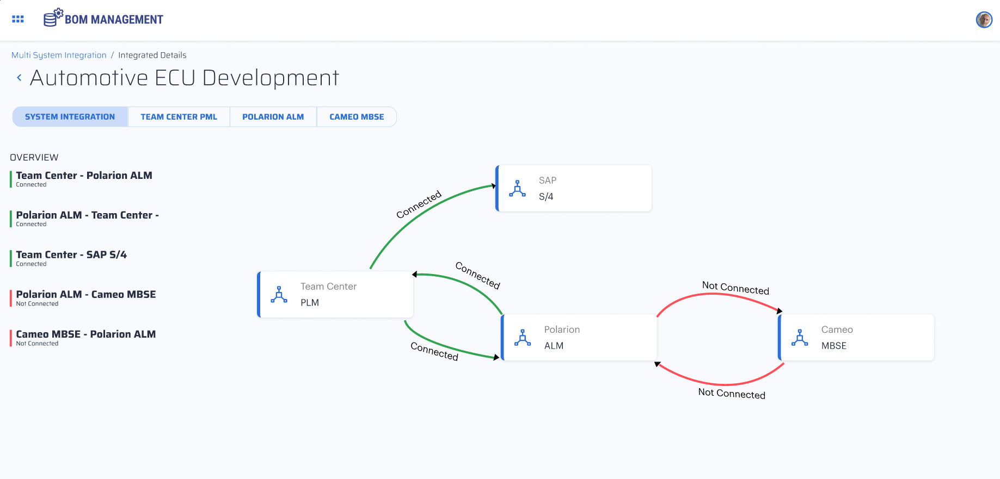 BOM MANAGEMENT
Multi System Integration / Integrated Details
Automotive ECU Development
SYSTEM INTEGRATION
TEAM CENTER PML
POLARION ALM
CAMEO MBSE
OVERVIEW
Team Center - Polarion ALM
Connected
Polarion ALM - Team Center -
Connected
Team Center - SAP S/4
Connected
Polarion ALM - Cameo MBSE
Not Connected
Cameo MBSE - Polarion ALM
Not Connected
SAP
S/4
Connected
Team Center
PLM
Connected
Connected
Polarion
ALM
Not Connected
Cameo
MBSE
Not Connected